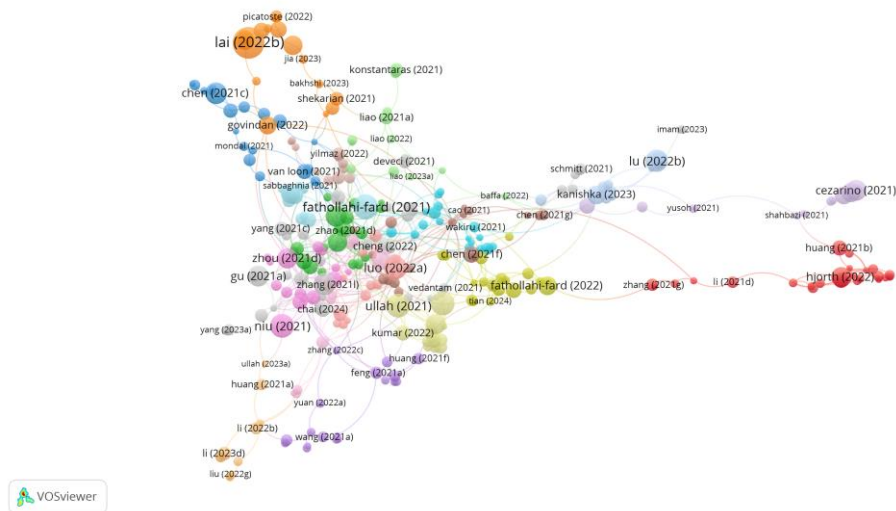 picatoste (2022)
lai (2022b)
jia (2023)
konstantaras (2021)
bakhshi (2023)
chen (2021c)
shekarian (2021)
liao (2021a)
govindan (2022)
imam (2023)
liao (2022)
mondal (2021)
yilmaz (2022)
deveci (2021)
lu (2022b)
schmitt (2021)
van loon (2021)
liao (2023a)
sabbaghnia (2021)
cezarino (2021)
kanishka (2023)
baffa (2022)
fathollahi-fard (2021)
yusoh (2021)
cao (2021)
chen (2021g)
shahbazi (2021)
yang (2021c)
zhao (2021d)
wakiru (2021)
cheng (2022)
huang (2021b)
chen (2021f)
zhou (2021d)
luo (2022a)
gu (2021a)
hjorth (2022)
zhang (2021i)
li (2021d)
zhang (2021g)
vedantam (2021)
fathollahi-fard (2022)
tian (2024)
chai (2024)
ullah (2021)
niu (2021)
yang (2023a)
kumar (2022)
zhang (2022c)
huang (2021f)
ullah (2023a)
feng (2021a)
huang (2021a)
yuan (2022a)
li (2022b)
wang (2021a)
li (2023d)
liu (2022g)
VOSviewer